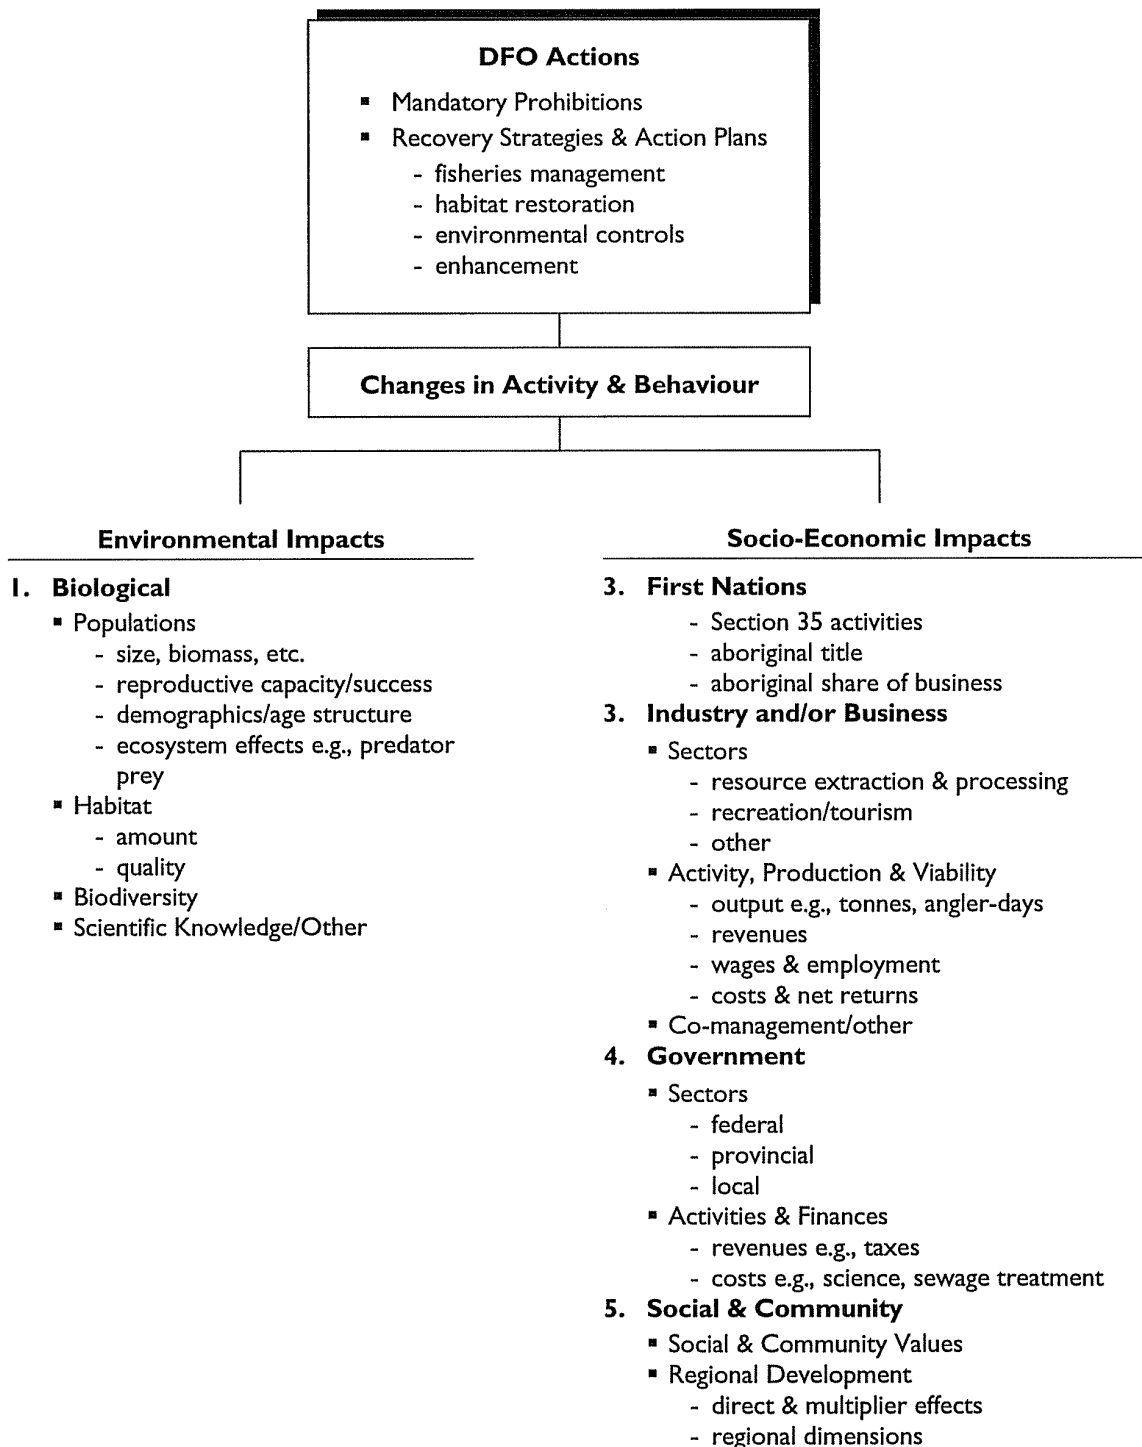 DFO Actions
▪ Mandatory Prohibitions
▪ Recovery Strategies & Action Plans
- fisheries management
- habitat restoration
- environmental controls
- enhancement
Changes in Activity & Behaviour
Environmental Impacts
1. Biological
▪ Populations
- size, biomass, etc.
- reproductive capacity/success
- demographics/age structure
- ecosystem effects e.g., predator
prey
▪ Habitat
- amount
- quality
▪ Biodiversity
▪ Scientific Knowledge/Other
Socio-Economic Impacts
3. First Nations
- Section 35 activities
- aboriginal title
- aboriginal share of business
3. Industry and/or Business
▪ Sectors
- resource extraction & processing
- recreation/tourism
- other
▪ Activity, Production & Viability
- output e.g., tonnes, angler-days
- revenues
- wages & employment
- costs & net returns
▪ Co-management/other
4. Government
▪ Sectors
- federal
- provincial
- local
▪ Activities & Finances
- revenues e.g., taxes
- costs e.g., science, sewage treatment
5. Social & Community
▪ Social & Community Values
▪ Regional Development
- direct & multiplier effects
- regional dimensions